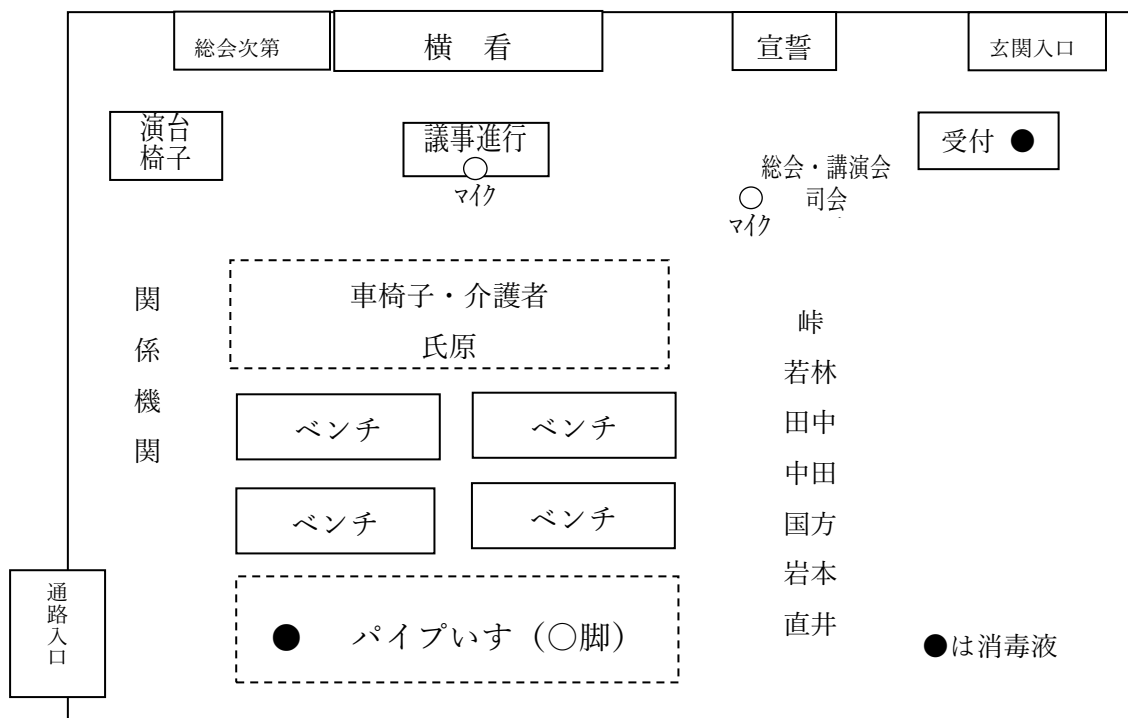 総会次第
横　看
宣誓
玄関入口
演台
椅子
議事進行
マイク
受付 ●
総会・講演会
司会
マイク
関係機関
車椅子・介護者
氏原
峠
若林
田中
中田
国方
岩本
直井
ベンチ
ベンチ
ベンチ
ベンチ
通路入口
● パイプいす（○脚）
●は消毒液